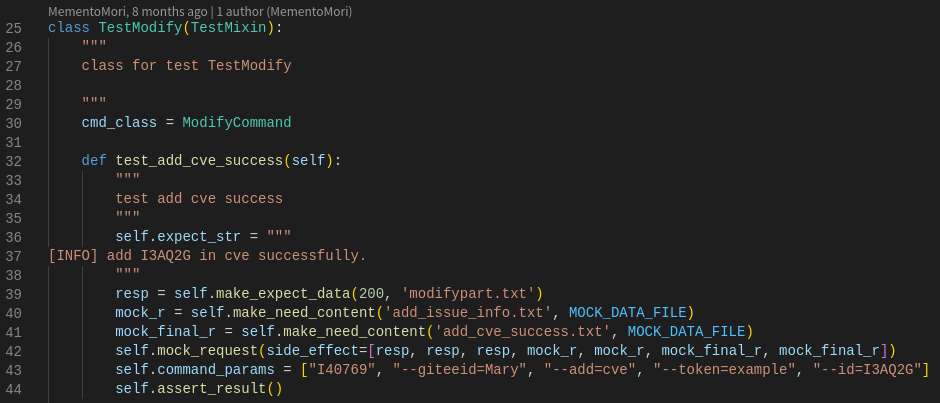 MementoMori, 8 months ago | 1 author (MementoMori)
25 class TestModify(TestMixin):
26     """
27     class for test TestModify
28
29     """
30     cmd_class = ModifyCommand
31
32     def test_add_cve_success(self):
33         """
34         test add cve success
35         """
36         self.expect_str = """
37 [INFO] add I3AQ2G in cve successfully.
38         """
39         resp = self.make_expect_data(200, 'modifypart.txt')
40         mock_r = self.make_need_content('add_issue_info.txt', MOCK_DATA_FILE)
41         mock_final_r = self.make_need_content('add_cve_success.txt', MOCK_DATA_FILE)
42         self.mock_request(side_effect=[resp, resp, resp, mock_r, mock_r, mock_final_r, mock_final_r])
43         self.command_params = ["I40769", "--giteeid=Mary", "--add=cve", "--token=example", "--id=I3AQ2G"]
44         self.assert_result()